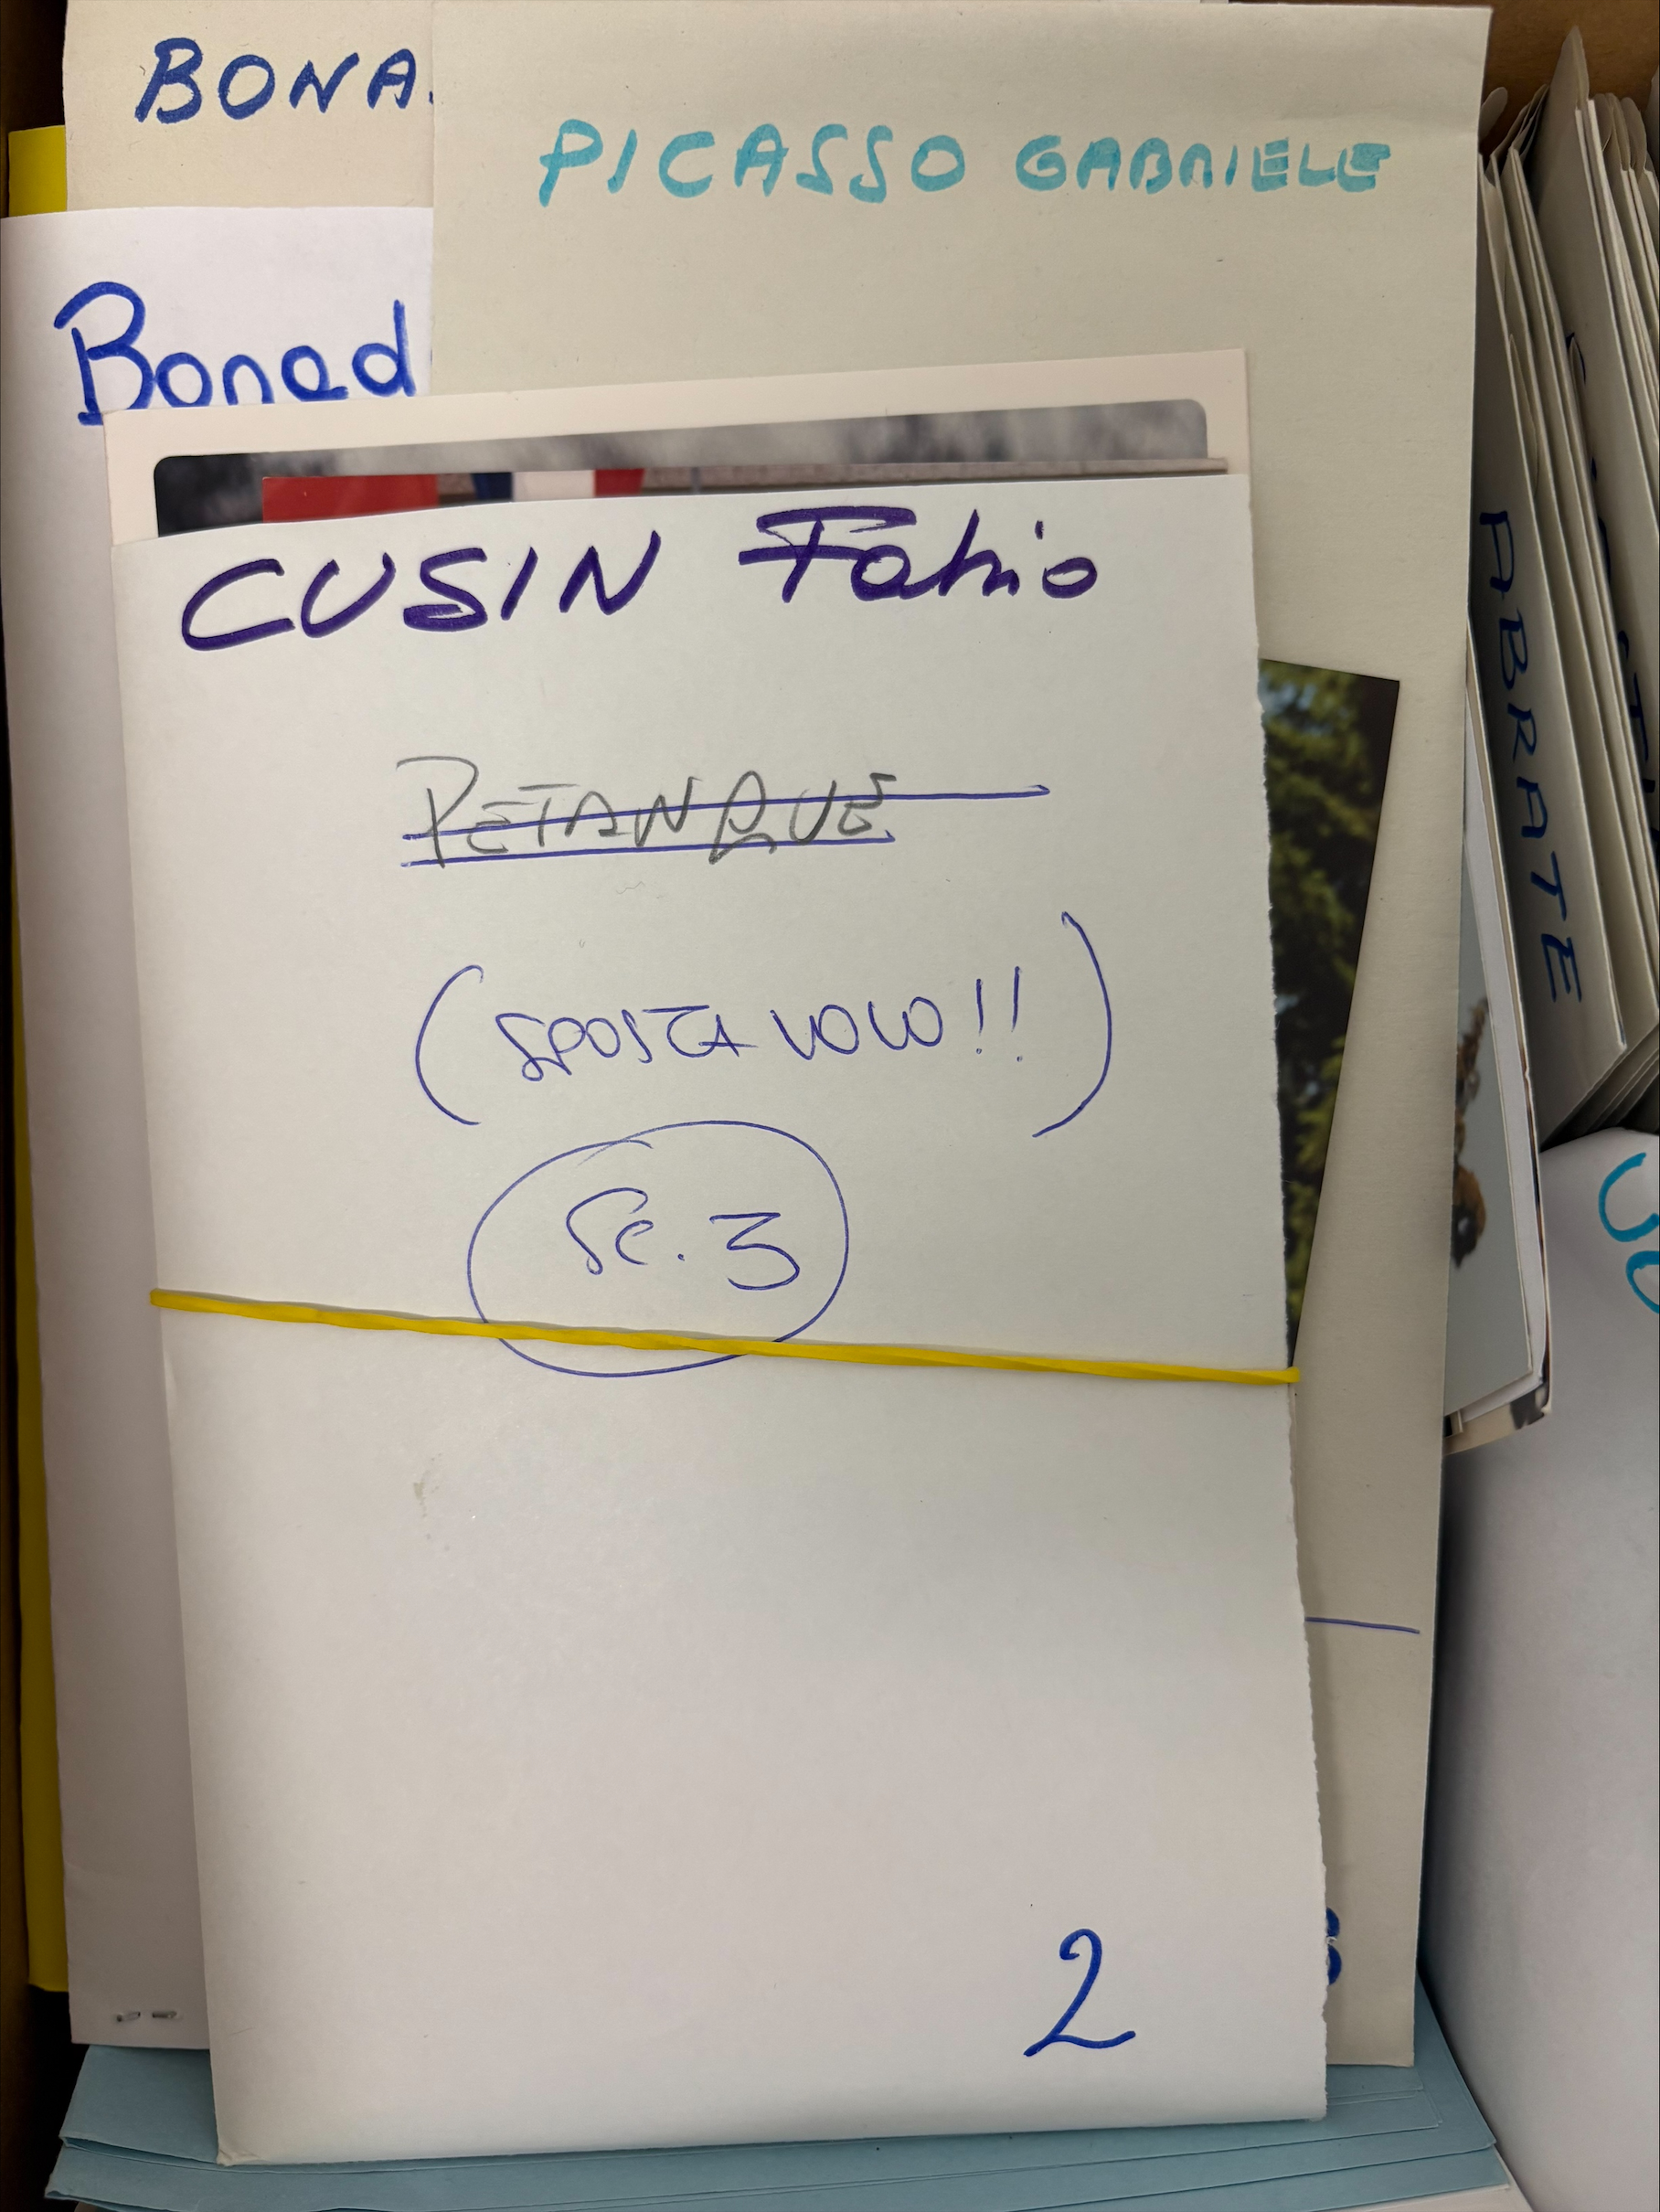 BONA
PICASSO GABRIELE
Bonad
CUSIN Fabio
PETANQUE
(SPOSTA VOLO!!)
Sc. 3
2
ABRATE